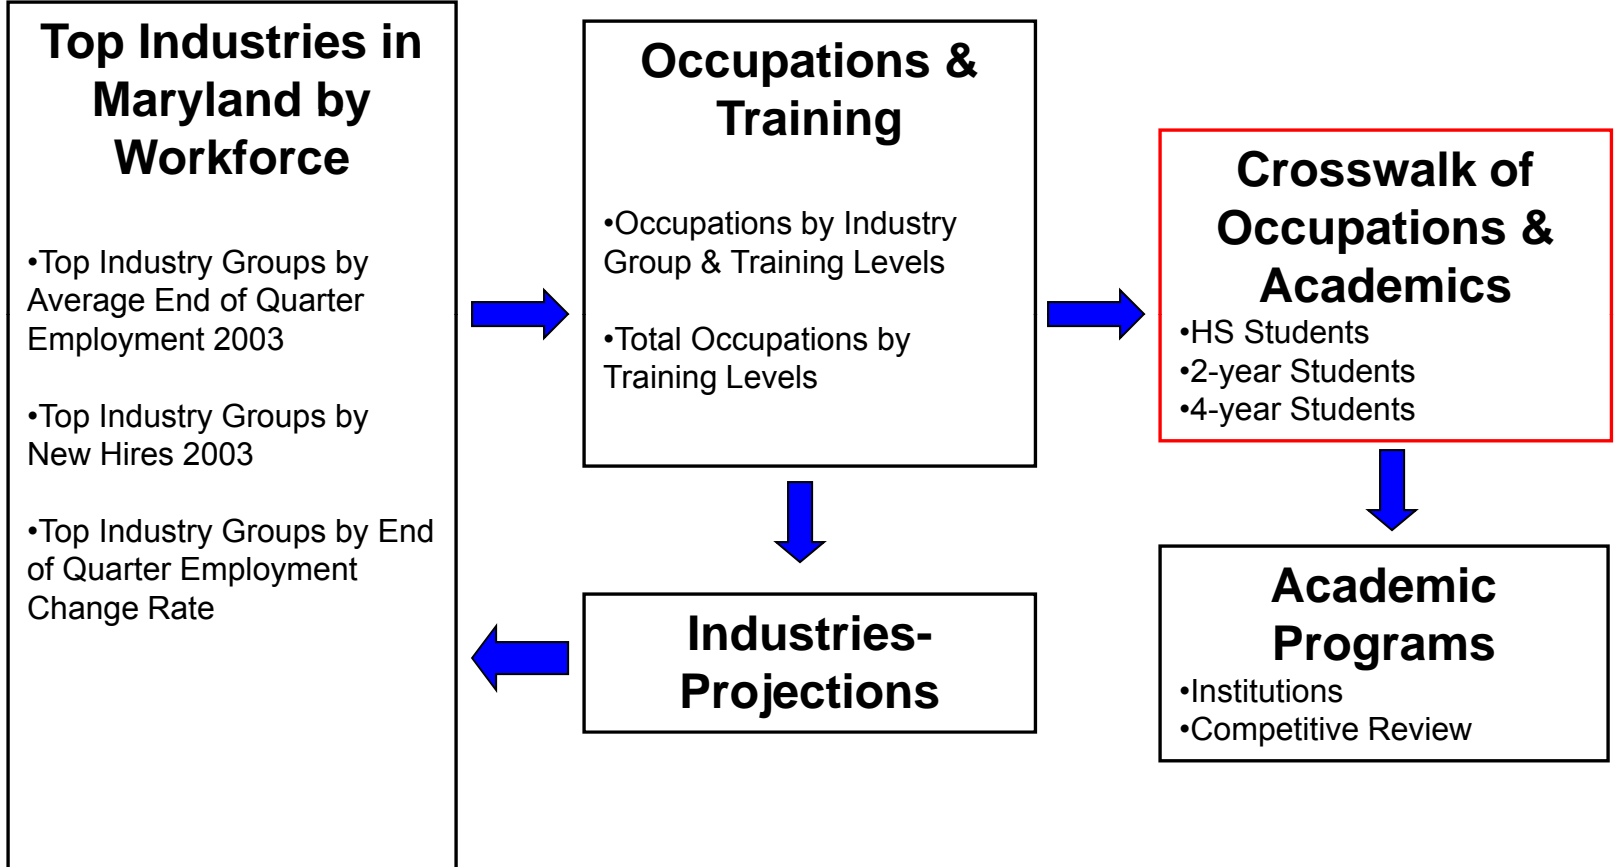 Top Industries in
Maryland by
Workforce
•Top Industry Groups by
Average End of Quarter
Employment 2003
•Top Industry Groups by
New Hires 2003
•Top Industry Groups by End
of Quarter Employment
Change Rate
Occupations &
Training
•Occupations by Industry
Group & Training Levels
•Total Occupations by
Training Levels
Industries-
Projections
Crosswalk of
Occupations &
Academics
•HS Students
•2-year Students
•4-year Students
Academic
Programs
•Institutions
•Competitive Review